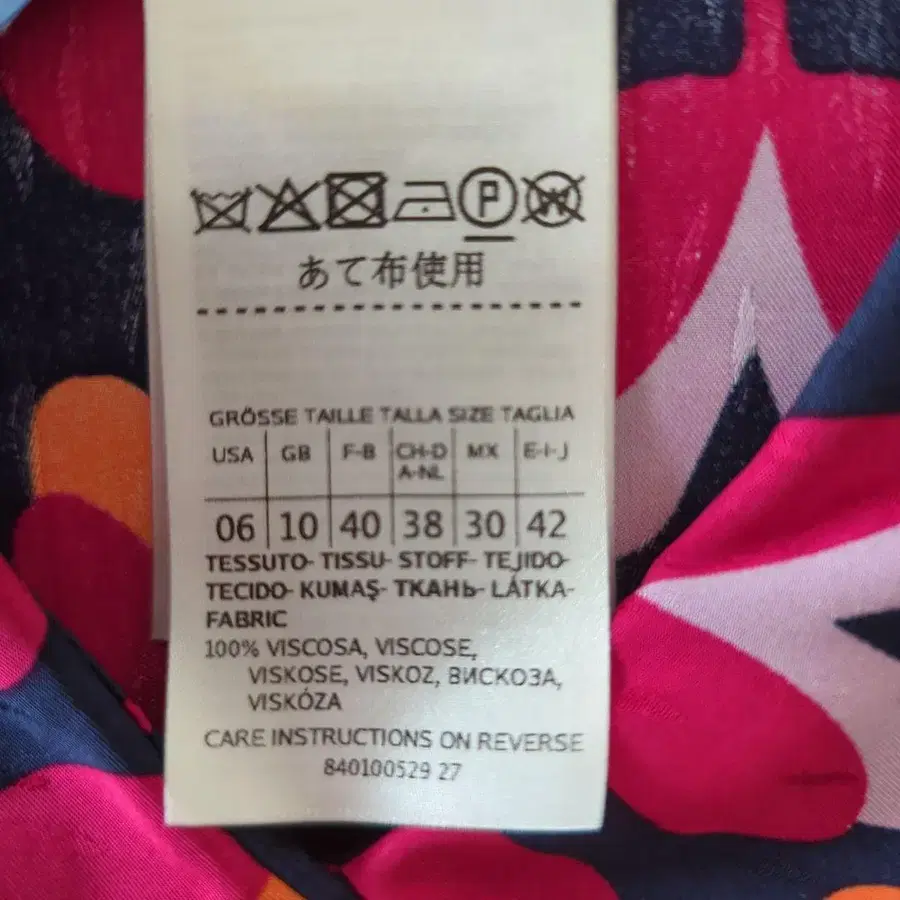 P W
あて布使用
GRÖSSE TAILLE TALLA SIZE TAGLIA
USA GB F-B CH-D MX E-I-J
A-NL
06 10 40 38 30 42
TESSUTO- TISSU- STOFF- TEJIDO-
TECIDO- KUMAŞ- ТКАНЬ- LÁTKA-
FABRIC
100% VISCOSA, VISCOSE,
VISKOSE, VISKOZ, ВИСКОЗА,
VISKÓZA
CARE INSTRUCTIONS ON REVERSE
840100529 27